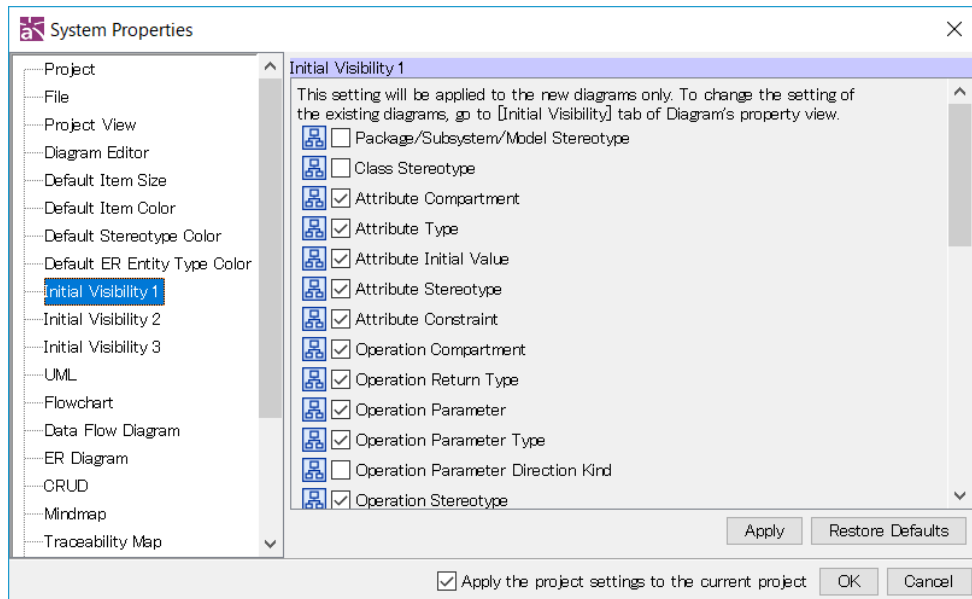 System Properties
Project
File
Project View
Diagram Editor
Default Item Size
Default Item Color
Default Stereotype Color
Default ER Entity Type Color
Initial Visibility 1
Initial Visibility 2
Initial Visibility 3
UML
Flowchart
Data Flow Diagram
ER Diagram
CRUD
Mindmap
Traceability Map
Initial Visibility 1
This setting will be applied to the new diagrams only. To change the setting of
the existing diagrams, go to [Initial Visibility] tab of Diagram's property view.
Package/Subsystem/Model Stereotype
Class Stereotype
Attribute Compartment
Attribute Type
Attribute Initial Value
Attribute Stereotype
Attribute Constraint
Operation Compartment
Operation Return Type
Operation Parameter
Operation Parameter Type
Operation Parameter Direction Kind
Operation Stereotype
Apply Restore Defaults
Apply the project settings to the current project OK Cancel